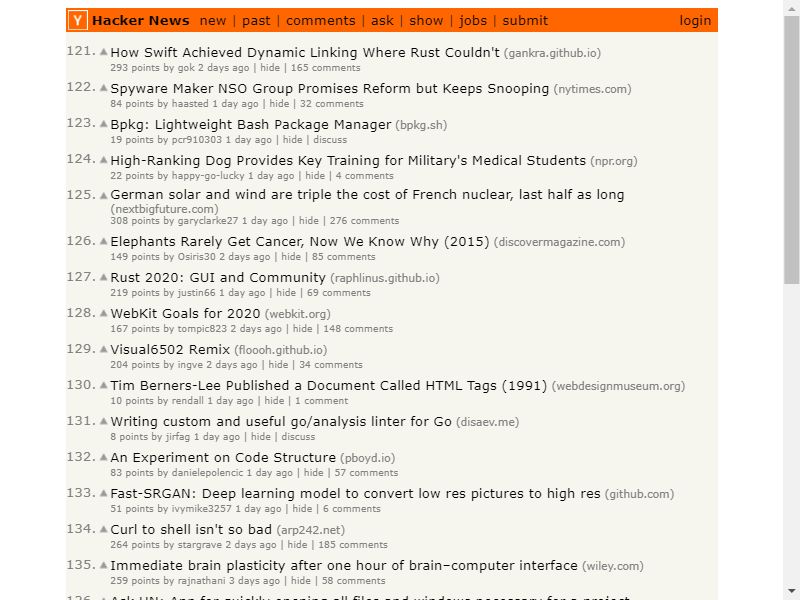 Y Hacker News new | past | comments | ask | show | jobs | submit login
121. How Swift Achieved Dynamic Linking Where Rust Couldn't (gankra.github.io)
293 points by gok 2 days ago | hide | 165 comments
122. Spyware Maker NSO Group Promises Reform but Keeps Snooping (nytimes.com)
84 points by haasted 1 day ago | hide | 32 comments
123. Bpkg: Lightweight Bash Package Manager (bpkg.sh)
19 points by pcr910303 1 day ago | hide | discuss
124. High-Ranking Dog Provides Key Training for Military's Medical Students (npr.org)
22 points by happy-go-lucky 1 day ago | hide | 4 comments
125. German solar and wind are triple the cost of French nuclear, last half as long
(nextbigfuture.com)
308 points by garyclarke27 1 day ago | hide | 276 comments
126. Elephants Rarely Get Cancer, Now We Know Why (2015) (discovermagazine.com)
149 points by Osiris30 2 days ago | hide | 85 comments
127. Rust 2020: GUI and Community (raphlinus.github.io)
219 points by justin66 1 day ago | hide | 69 comments
128. WebKit Goals for 2020 (webkit.org)
167 points by tompic823 2 days ago | hide | 148 comments
129. Visual6502 Remix (floooh.github.io)
204 points by ingve 2 days ago | hide | 34 comments
130. Tim Berners-Lee Published a Document Called HTML Tags (1991) (webdesignmuseum.org)
10 points by rendall 1 day ago | hide | 1 comment
131. Writing custom and useful go/analysis linter for Go (disaev.me)
8 points by jirfag 1 day ago | hide | discuss
132. An Experiment on Code Structure (pboyd.io)
83 points by danielepolencic 1 day ago | hide | 57 comments
133. Fast-SRGAN: Deep learning model to convert low res pictures to high res (github.com)
51 points by ivymike3257 1 day ago | hide | 6 comments
134. Curl to shell isn't so bad (arp242.net)
264 points by stargrave 2 days ago | hide | 185 comments
135. Immediate brain plasticity after one hour of brain–computer interface (wiley.com)
259 points by rajnathani 3 days ago | hide | 58 comments
136. Ask HN: App for quickly opening all files and windows necessary for a project